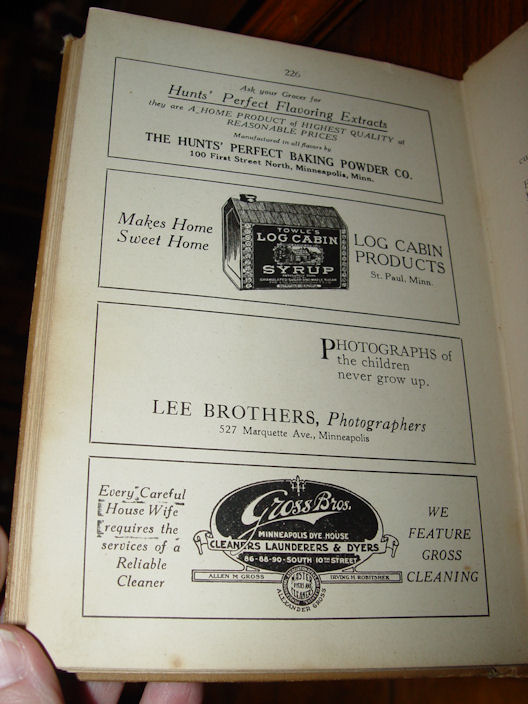 226
Ask your Grocer for
Hunts' Perfect Flavoring Extracts
they are A HOME PRODUCT of HIGHEST QUALITY at
REASONABLE PRICES
Manufactured in all flavors by
THE HUNTS' PERFECT BAKING POWDER CO.
100 First Street North, Minneapolis, Minn.
Makes Home
Sweet Home
TOWLE'S
LOG CABIN
SYRUP
LOG CABIN
PRODUCTS
St. Paul, Minn.
PHOTOGRAPHS of
the children
never grow up.
LEE BROTHERS, Photographers
527 Marquette Ave., Minneapolis
Every Careful
House Wife
requires the
services of a
Reliable
Cleaner
Gross Bros.
MINNEAPOLIS DYE HOUSE
CLEANERS LAUNDERERS & DYERS
86-88-90-SOUTH 10TH STREET
ALLEN M GROSS
IRVING H. ROBITSHEK
MASTER
CLEANERS
ALEXANDER GROSS
WE
FEATURE
GROSS
CLEANING